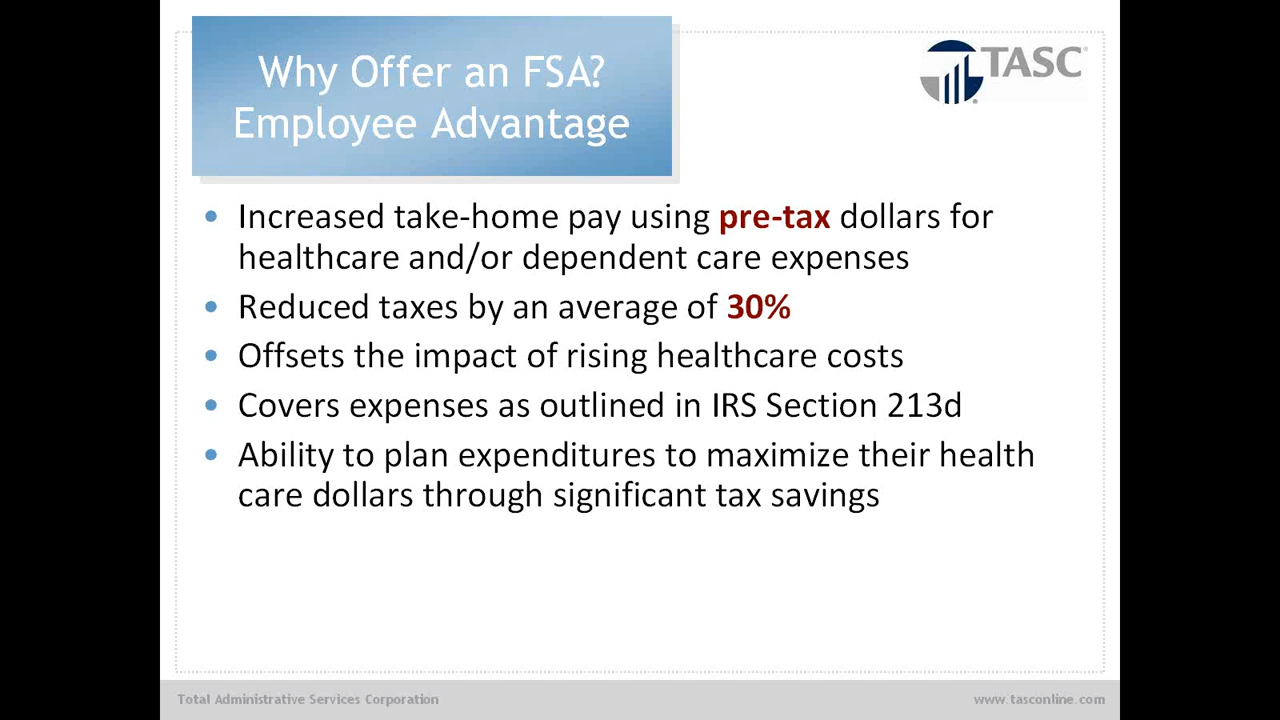 Why Offer an FSA?
Employee Advantage
TASC
• Increased take-home pay using pre-tax dollars for
healthcare and/or dependent care expenses
• Reduced taxes by an average of 30%
• Offsets the impact of rising healthcare costs
• Covers expenses as outlined in IRS Section 213d
• Ability to plan expenditures to maximize their health
care dollars through significant tax savings
Total Administrative Services Corporation
www.tasconline.com